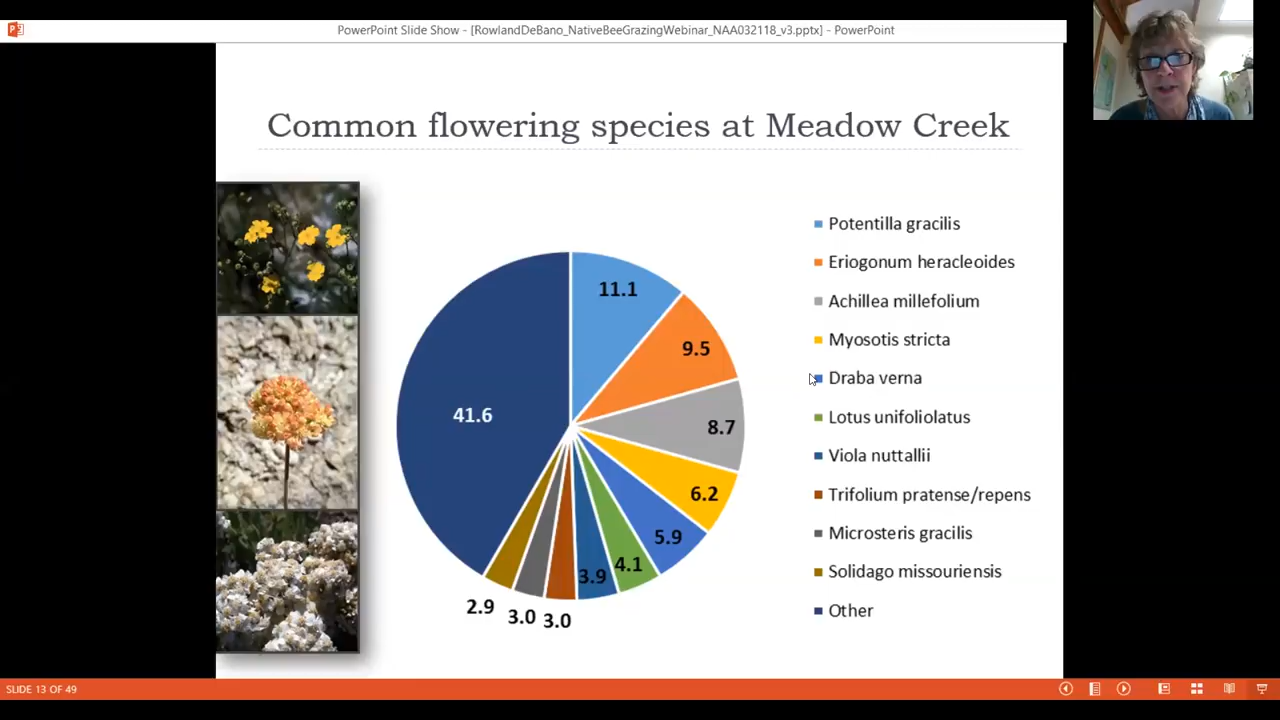 PowerPoint Slide Show - [RowlandDeBano_NativeBeeGrazingWebinar_NAA032118_v3.pptx] - PowerPoint
Common flowering species at Meadow Creek
11.1
9.5
8.7
6.2
5.9
4.1
3.9
3.0
3.0
2.9
41.6
Potentilla gracilis
Eriogonum heracleoides
Achillea millefolium
Myosotis stricta
Draba verna
Lotus unifoliolatus
Viola nuttallii
Trifolium pratense/repens
Microsteris gracilis
Solidago missouriensis
Other
SLIDE 13 OF 49